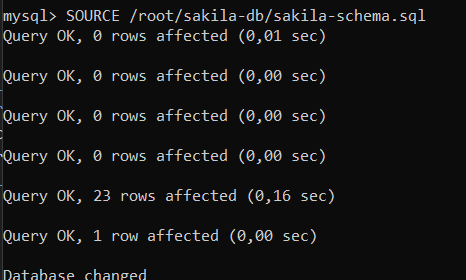 mysql> SOURCE /root/sakila-db/sakila-schema.sql
Query OK, 0 rows affected (0,01 sec)
Query OK, 0 rows affected (0,00 sec)
Query OK, 0 rows affected (0,00 sec)
Query OK, 0 rows affected (0,00 sec)
Query OK, 23 rows affected (0,16 sec)
Query OK, 1 row affected (0,00 sec)
Database changed